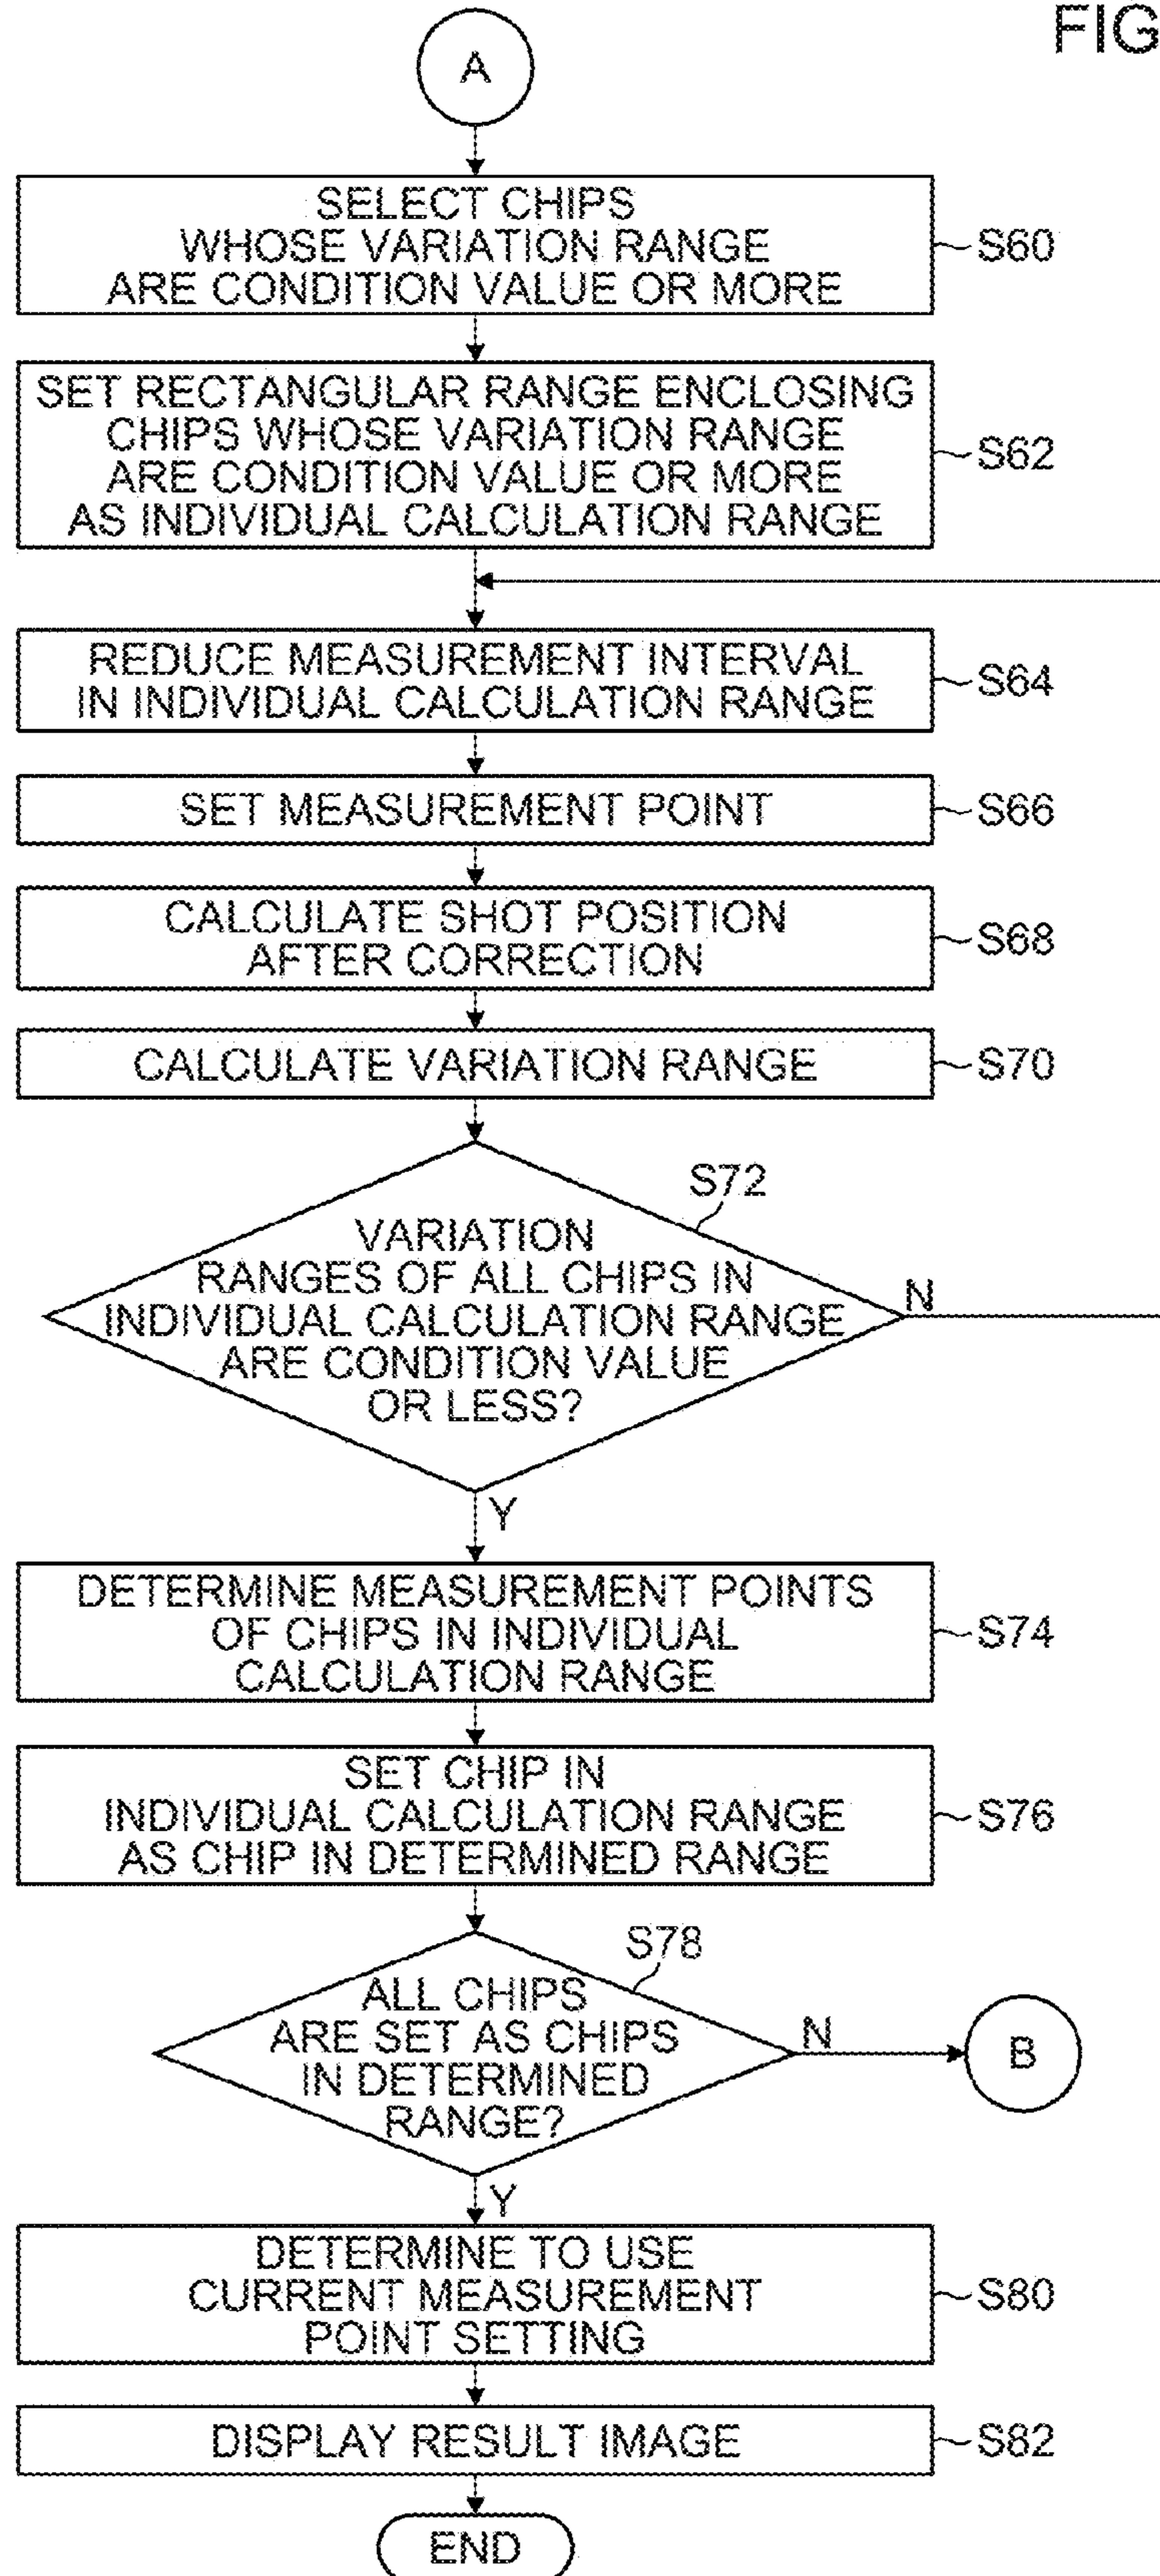 FIG
A
SELECT CHIPS
WHOSE VARIATION RANGE
ARE CONDITION VALUE OR MORE
S60
SET RECTANGULAR RANGE ENCLOSING
CHIPS WHOSE VARIATION RANGE
ARE CONDITION VALUE OR MORE
AS INDIVIDUAL CALCULATION RANGE
S62
REDUCE MEASUREMENT INTERVAL
IN INDIVIDUAL CALCULATION RANGE
S64
SET MEASUREMENT POINT
S66
CALCULATE SHOT POSITION
AFTER CORRECTION
S68
CALCULATE VARIATION RANGE
S70
S72
VARIATION
RANGES OF ALL CHIPS IN
INDIVIDUAL CALCULATION RANGE
ARE CONDITION VALUE
OR LESS?
N
Y
DETERMINE MEASUREMENT POINTS
OF CHIPS IN INDIVIDUAL
CALCULATION RANGE
S74
SET CHIP IN
INDIVIDUAL CALCULATION RANGE
AS CHIP IN DETERMINED RANGE
S76
S78
ALL CHIPS
ARE SET AS CHIPS
IN DETERMINED
RANGE?
N
B
Y
DETERMINE TO USE
CURRENT MEASUREMENT
POINT SETTING
S80
DISPLAY RESULT IMAGE
S82
END